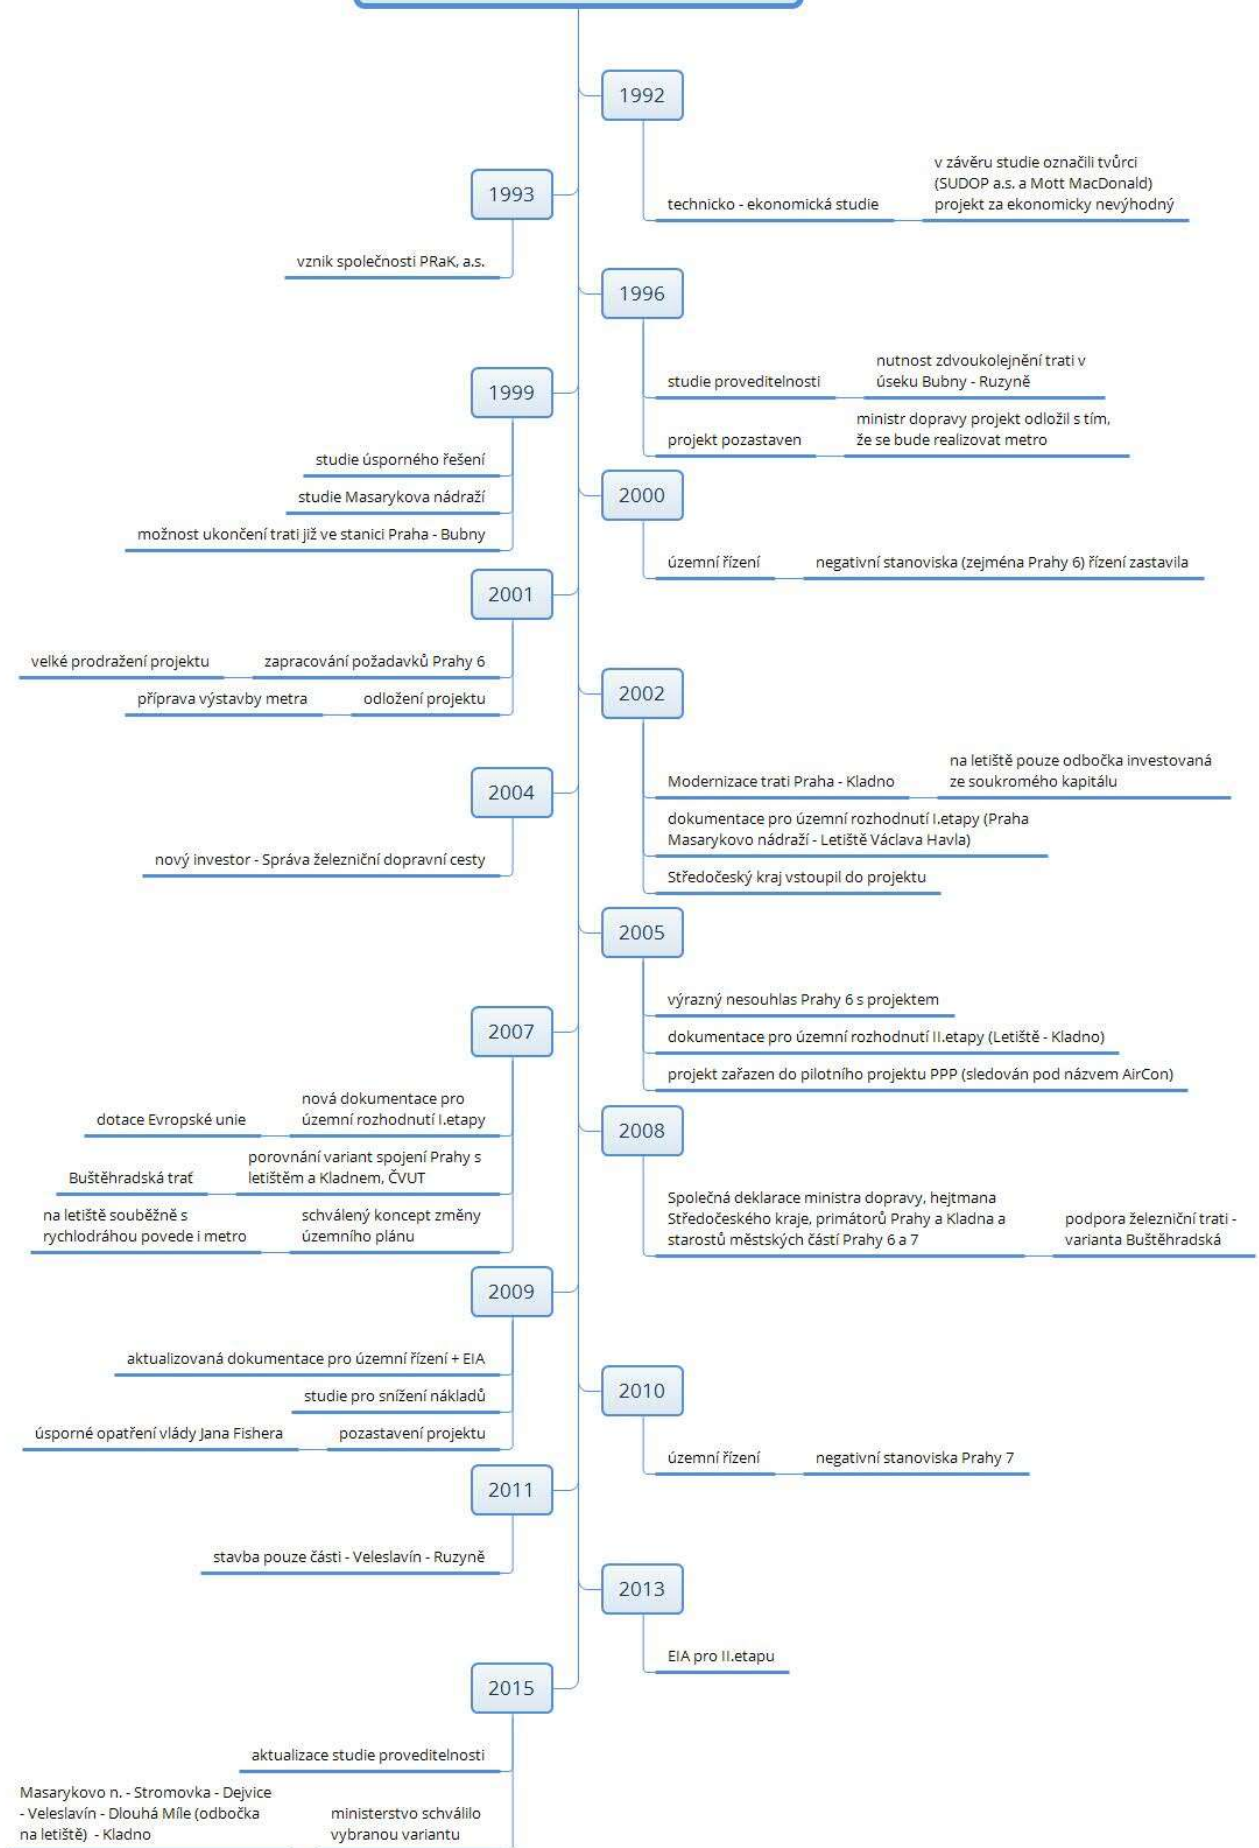 1992
technicko - ekonomická studie
v závěru studie označili tvůrci
(SUDOP a.s. a Mott MacDonald)
projekt za ekonomicky nevýhodný
1993
vznik společnosti PRaK, a.s.
1996
studie proveditelnosti
nutnost zdvoukolejnění trati v
úseku Bubny - Ruzyně
projekt pozastaven
ministr dopravy projekt odložil s tím,
že se bude realizovat metro
1999
studie úsporného řešení
studie Masarykova nádraží
možnost ukončení trati již ve stanici Praha - Bubny
2000
územní řízení
negativní stanoviska (zejména Prahy 6) řízení zastavila
2001
zapracování požadavků Prahy 6
velké prodražení projektu
odložení projektu
příprava výstavby metra
2002
Modernizace trati Praha - Kladno
na letiště pouze odbočka investovaná
ze soukromého kapitálu
dokumentace pro územní rozhodnutí I.etapy (Praha
Masarykovo nádraží - Letiště Václava Havla)
Středočeský kraj vstoupil do projektu
2004
nový investor - Správa železniční dopravní cesty
2005
výrazný nesouhlas Prahy 6 s projektem
dokumentace pro územní rozhodnutí II.etapy (Letiště - Kladno)
projekt zařazen do pilotního projektu PPP (sledován pod názvem AirCon)
2007
nová dokumentace pro
územní rozhodnutí I.etapy
dotace Evropské unie
porovnání variant spojení Prahy s
letištěm a Kladnem, ČVUT
Buštěhradská trať
schválený koncept změny
územního plánu
na letiště souběžně s
rychlodráhou povede i metro
2008
Společná deklarace ministra dopravy, hejtmana
Středočeského kraje, primátorů Prahy a Kladna a
starostů městských částí Prahy 6 a 7
podpora železniční trati -
varianta Buštěhradská
2009
aktualizovaná dokumentace pro územní řízení + EIA
studie pro snížení nákladů
pozastavení projektu
úsporné opatření vlády Jana Fishera
2010
územní řízení
negativní stanoviska Prahy 7
2011
stavba pouze části - Veleslavín - Ruzyně
2013
EIA pro II.etapu
2015
aktualizace studie proveditelnosti
ministerstvo schválilo
vybranou variantu
Masarykovo n. - Stromovka - Dejvice
- Veleslavín - Dlouhá Míle (odbočka
na letiště) - Kladno